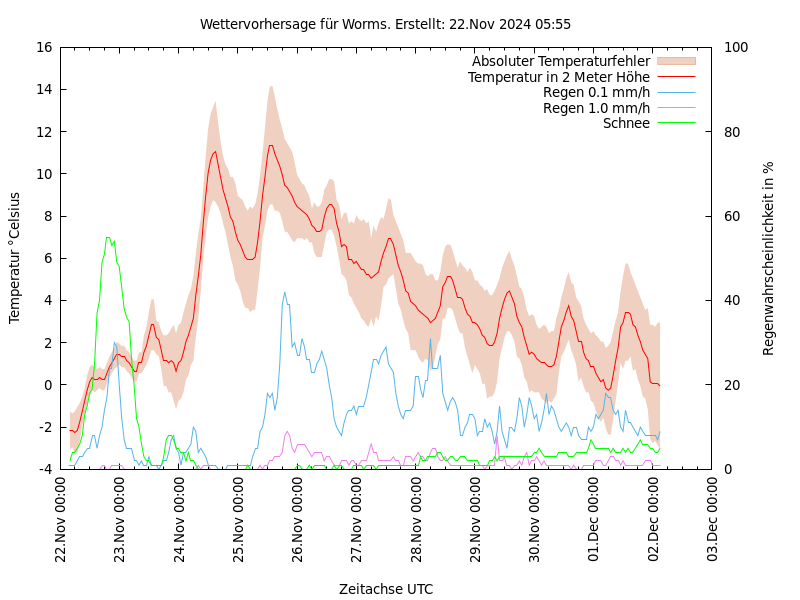 Wettervorhersage für Worms. Erstellt: 22.Nov 2024 05:55
Absoluter Temperaturfehler
Temperatur in 2 Meter Höhe
Regen 0.1 mm/h
Regen 1.0 mm/h
Schnee
Temperatur °Celsius
16
14
12
10
8
6
4
2
0
-2
-4
100
80
60
40
20
0
Regenwahrscheinlichkeit in %
22.Nov 00:00
23.Nov 00:00
24.Nov 00:00
25.Nov 00:00
26.Nov 00:00
27.Nov 00:00
28.Nov 00:00
29.Nov 00:00
30.Nov 00:00
01.Dec 00:00
02.Dec 00:00
03.Dec 00:00
Zeitachse UTC